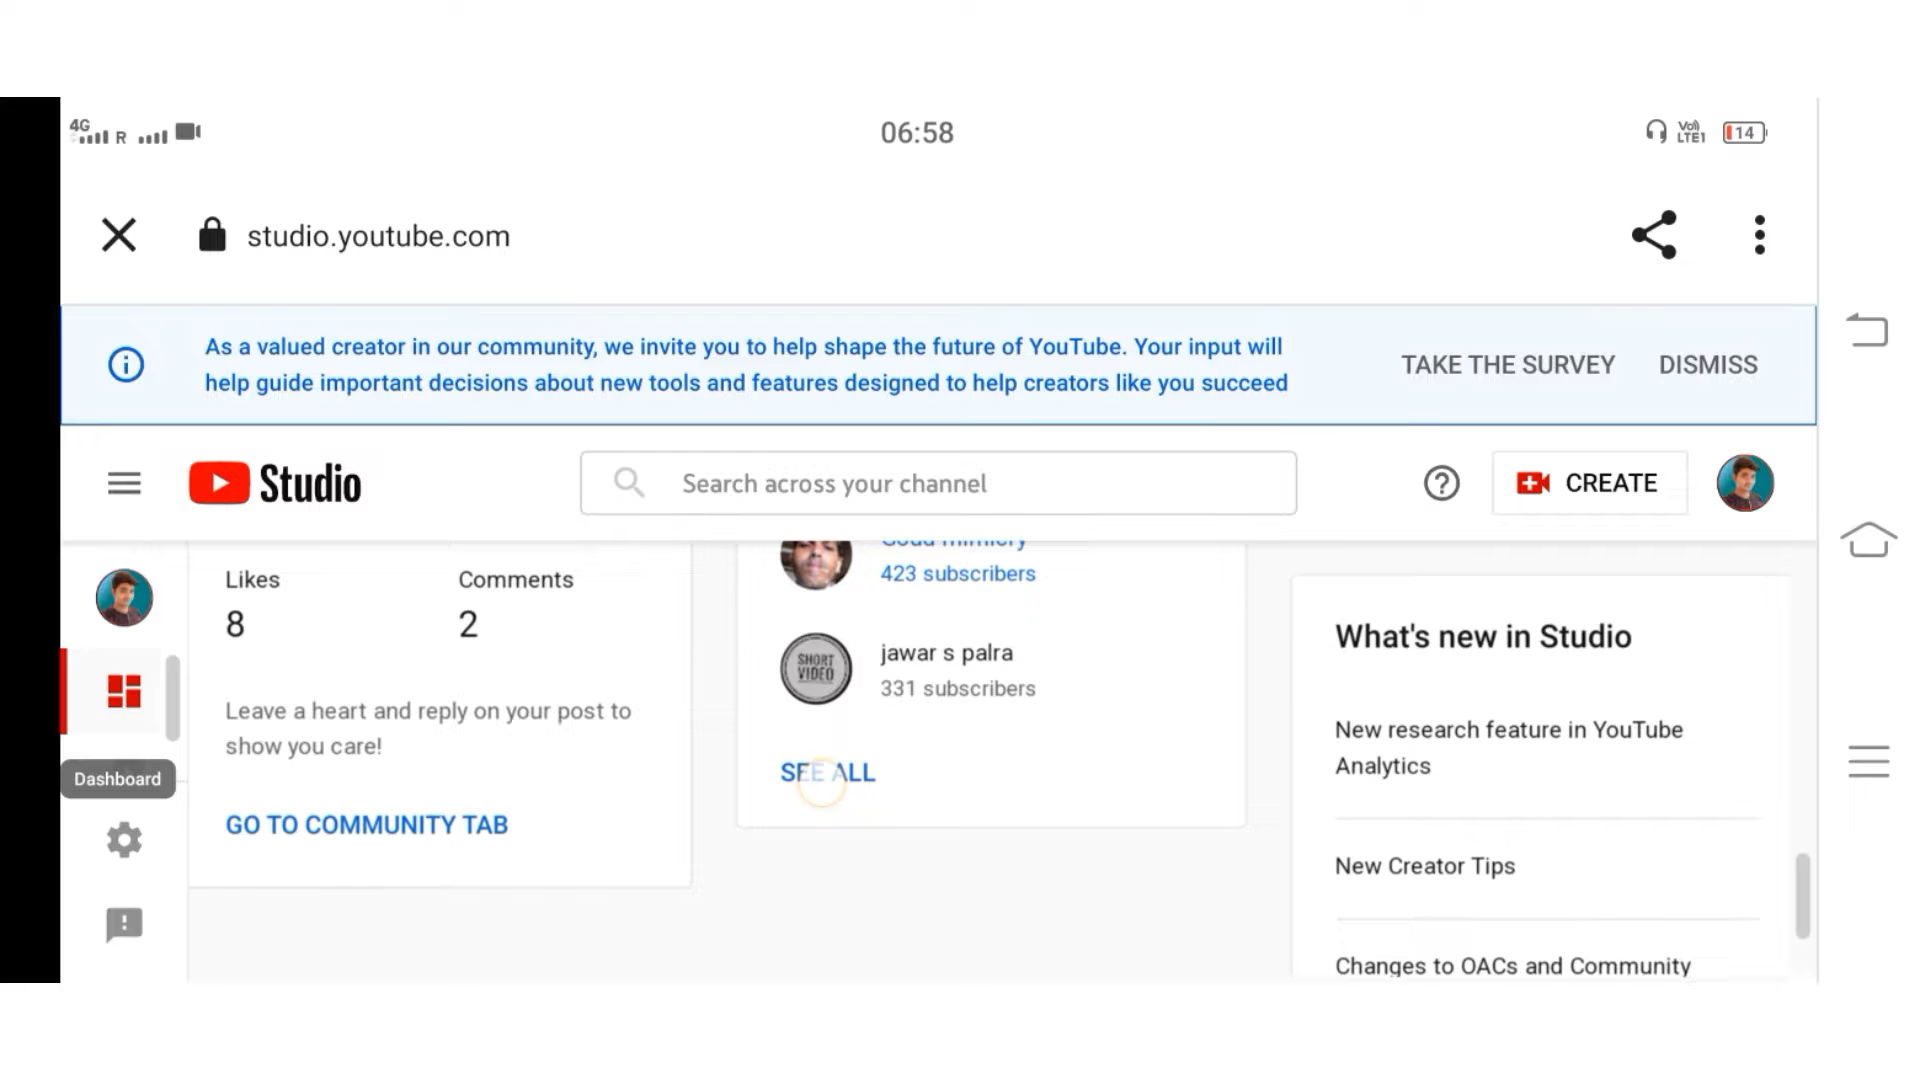 4G R 06:58 Vo)) LTE1 14
studio.youtube.com
As a valued creator in our community, we invite you to help shape the future of YouTube. Your input will
help guide important decisions about new tools and features designed to help creators like you succeed
TAKE THE SURVEY DISMISS
Studio
Search across your channel
CREATE
Likes Comments
8 2
Leave a heart and reply on your post to
show you care!
GO TO COMMUNITY TAB
423 subscribers
SHORT
VIDEO
jawar s palra
331 subscribers
SEE ALL
What's new in Studio
New research feature in YouTube
Analytics
New Creator Tips
Changes to OACs and Community
Dashboard